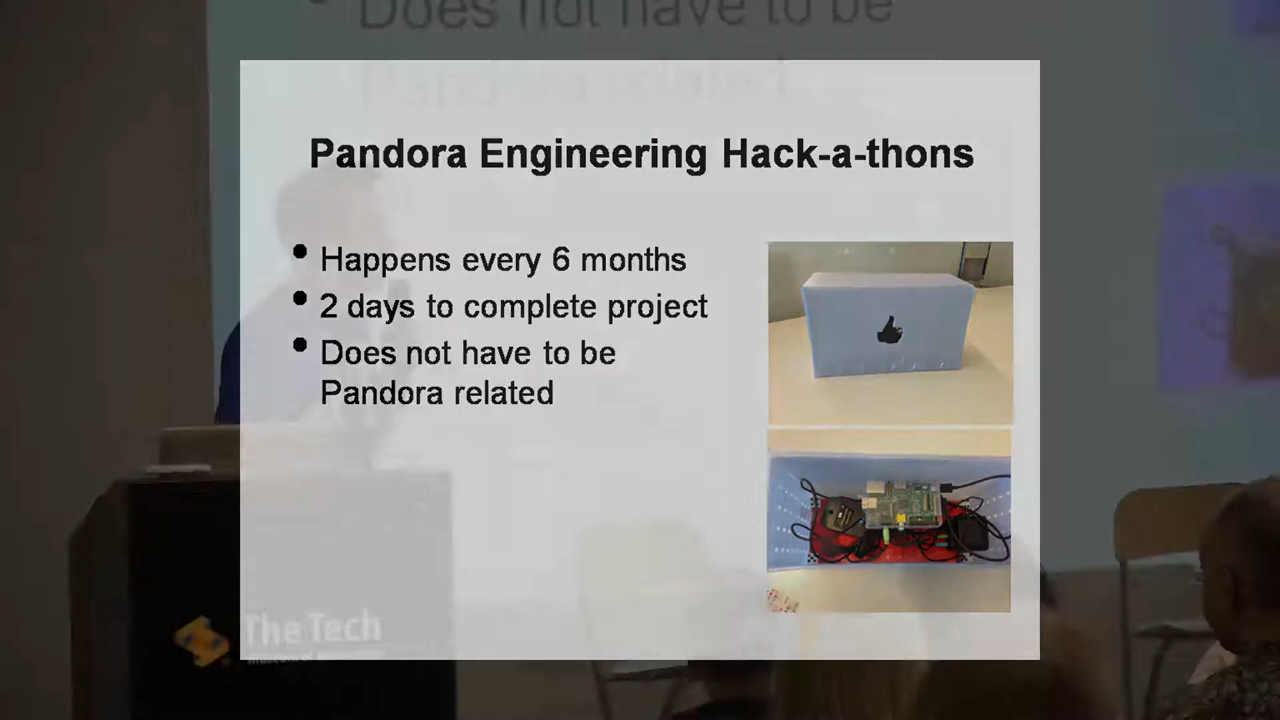 Does not have to be
Pandora related
Pandora Engineering Hack-a-thons
• Happens every 6 months
• 2 days to complete project
• Does not have to be
Pandora related
The Tech